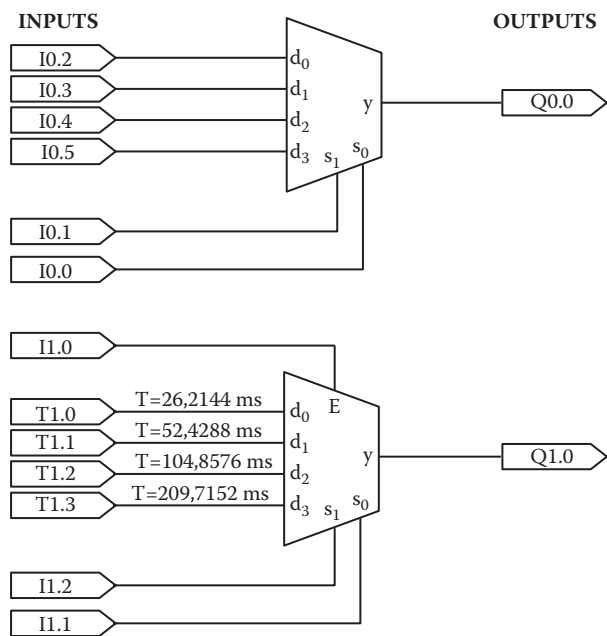 INPUTS OUTPUTS
I0.2 d0
I0.3 d1
I0.4 d2
I0.5 d3
y Q0.0
s1 s0
I0.1
I0.0
I1.0
E
T1.0 T=26,2144 ms d0
T1.1 T=52,4288 ms d1
T1.2 T=104,8576 ms d2
T1.3 T=209,7152 ms d3
y Q1.0
s1 s0
I1.2
I1.1